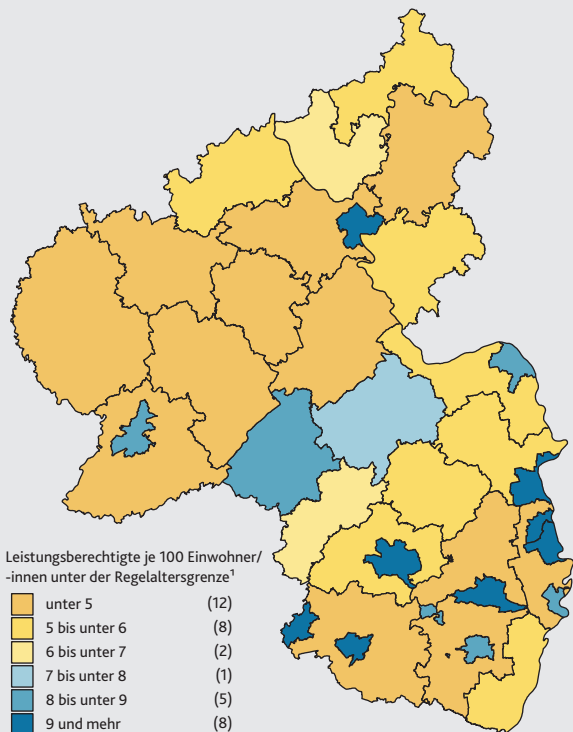 Leistungsberechtigte je 100 Einwohner/
-innen unter der Regelaltersgrenze¹
unter 5 (12)
5 bis unter 6 (8)
6 bis unter 7 (2)
7 bis unter 8 (1)
8 bis unter 9 (5)
9 und mehr (8)